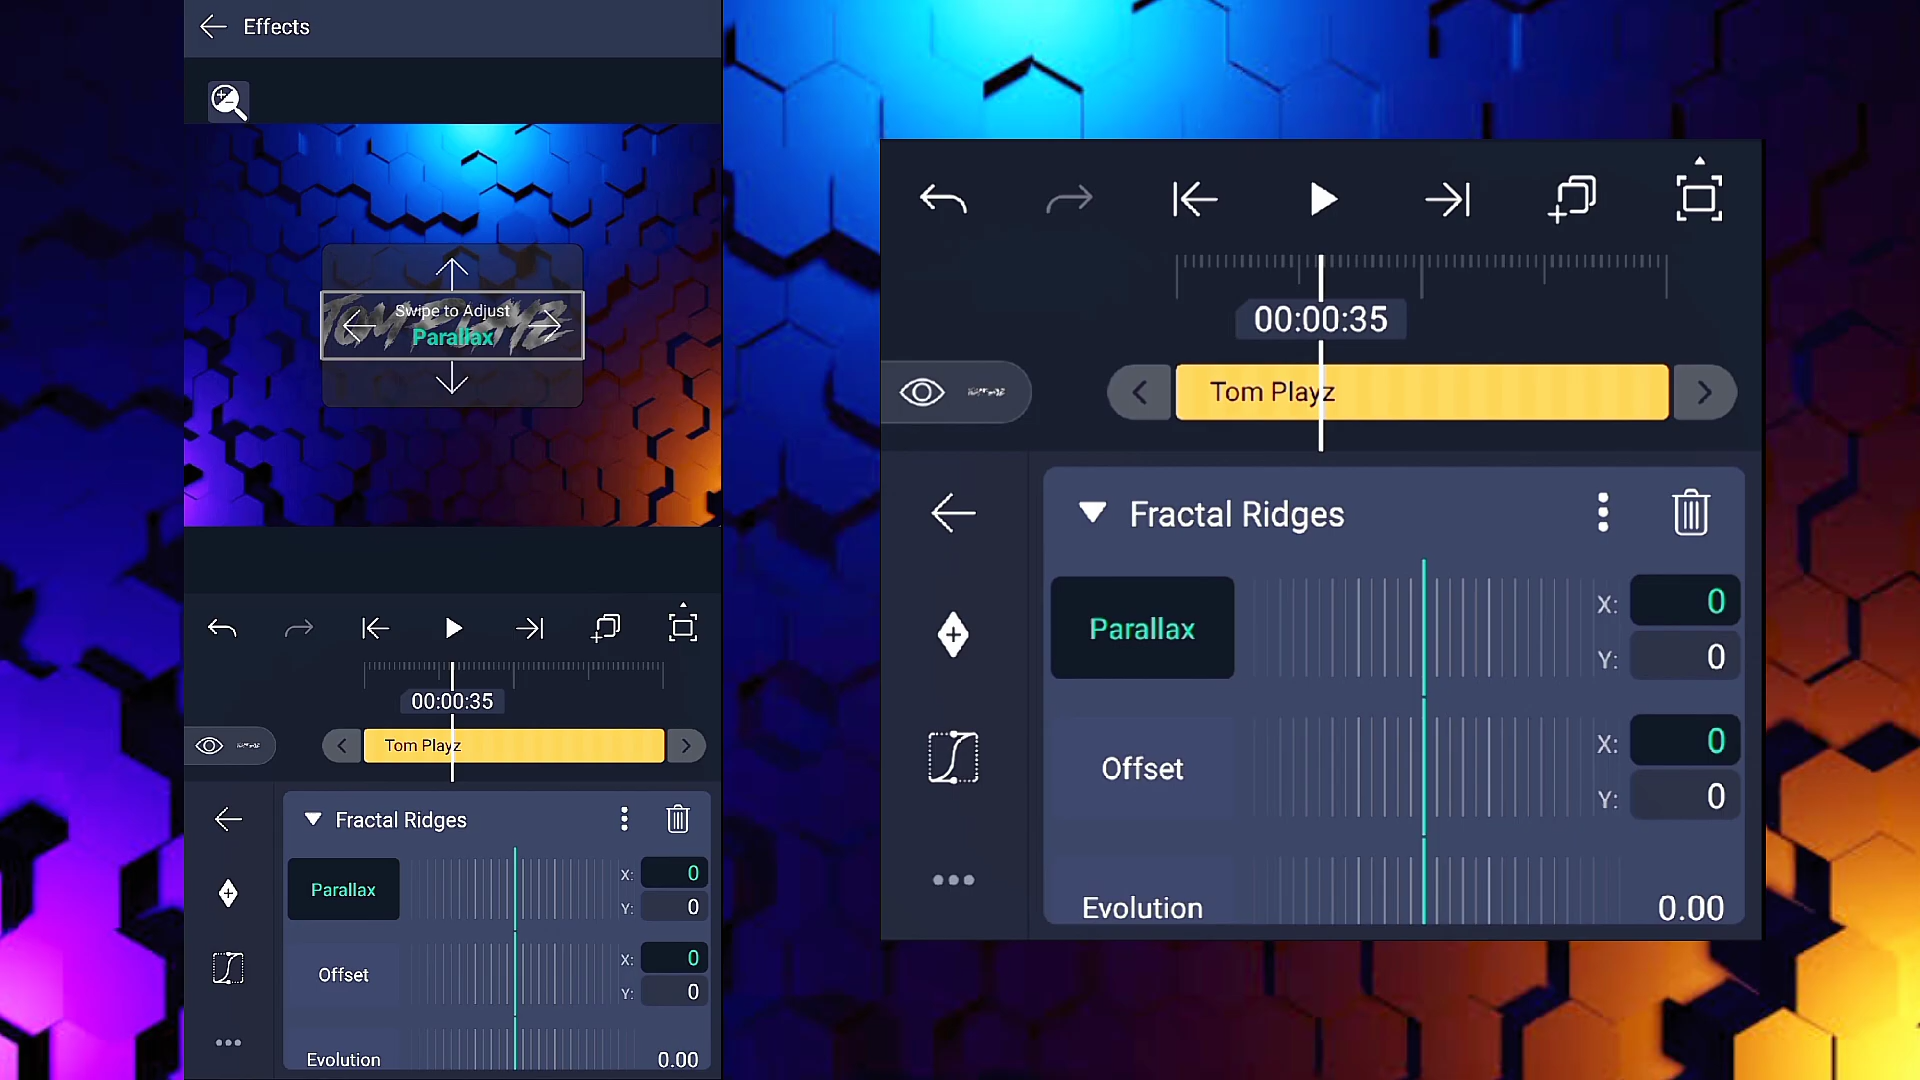 Effects
Swipe to Adjust
Parallax
00:00:35
Tom Playz
Fractal Ridges
Parallax
X: 0
Y: 0
Offset
X: 0
Y: 0
Evolution 0.00
00:00:35
Tom Playz
Fractal Ridges
Parallax
X: 0
Y: 0
Offset
X: 0
Y: 0
Evolution 0.00